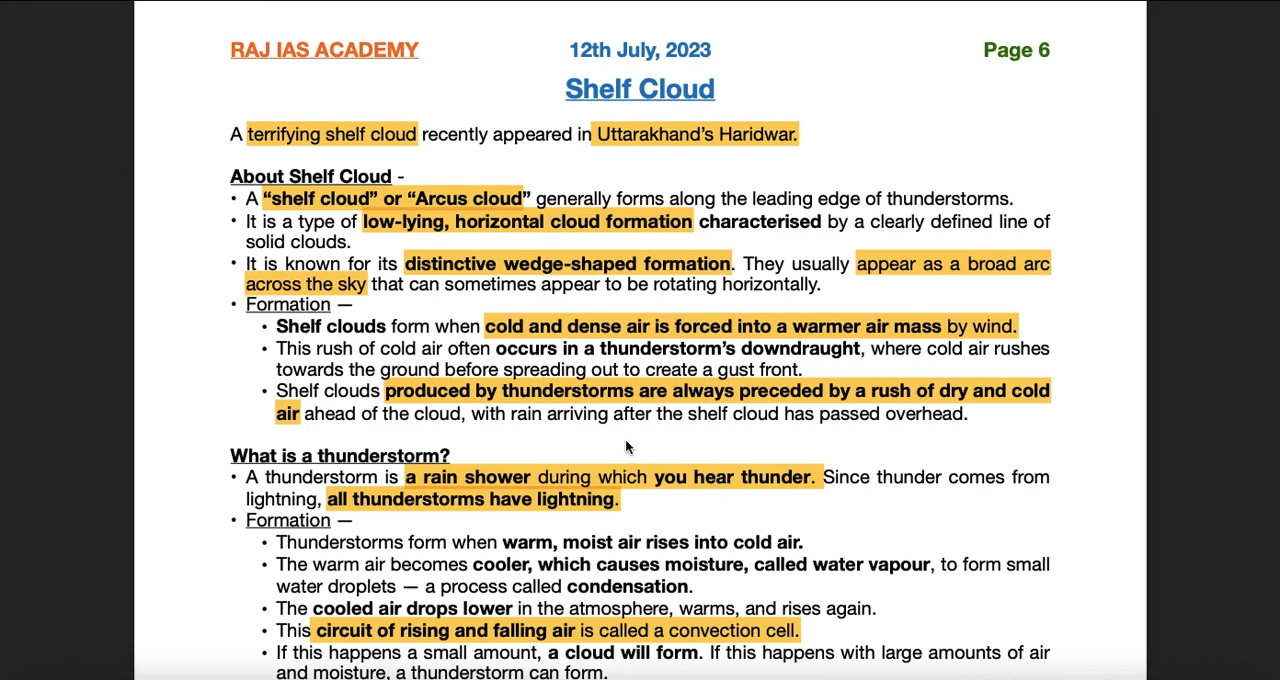 RAJ IAS ACADEMY 12th July, 2023 Page 6
Shelf Cloud
A terrifying shelf cloud recently appeared in Uttarakhand’s Haridwar.
About Shelf Cloud -
• A “shelf cloud” or “Arcus cloud” generally forms along the leading edge of thunderstorms.
• It is a type of low-lying, horizontal cloud formation characterised by a clearly defined line of
solid clouds.
• It is known for its distinctive wedge-shaped formation. They usually appear as a broad arc
across the sky that can sometimes appear to be rotating horizontally.
• Formation —
• Shelf clouds form when cold and dense air is forced into a warmer air mass by wind.
• This rush of cold air often occurs in a thunderstorm’s downdraught, where cold air rushes
towards the ground before spreading out to create a gust front.
• Shelf clouds produced by thunderstorms are always preceded by a rush of dry and cold
air ahead of the cloud, with rain arriving after the shelf cloud has passed overhead.
What is a thunderstorm?
• A thunderstorm is a rain shower during which you hear thunder. Since thunder comes from
lightning, all thunderstorms have lightning.
• Formation —
• Thunderstorms form when warm, moist air rises into cold air.
• The warm air becomes cooler, which causes moisture, called water vapour, to form small
water droplets — a process called condensation.
• The cooled air drops lower in the atmosphere, warms, and rises again.
• This circuit of rising and falling air is called a convection cell.
• If this happens a small amount, a cloud will form. If this happens with large amounts of air
and moisture, a thunderstorm can form.